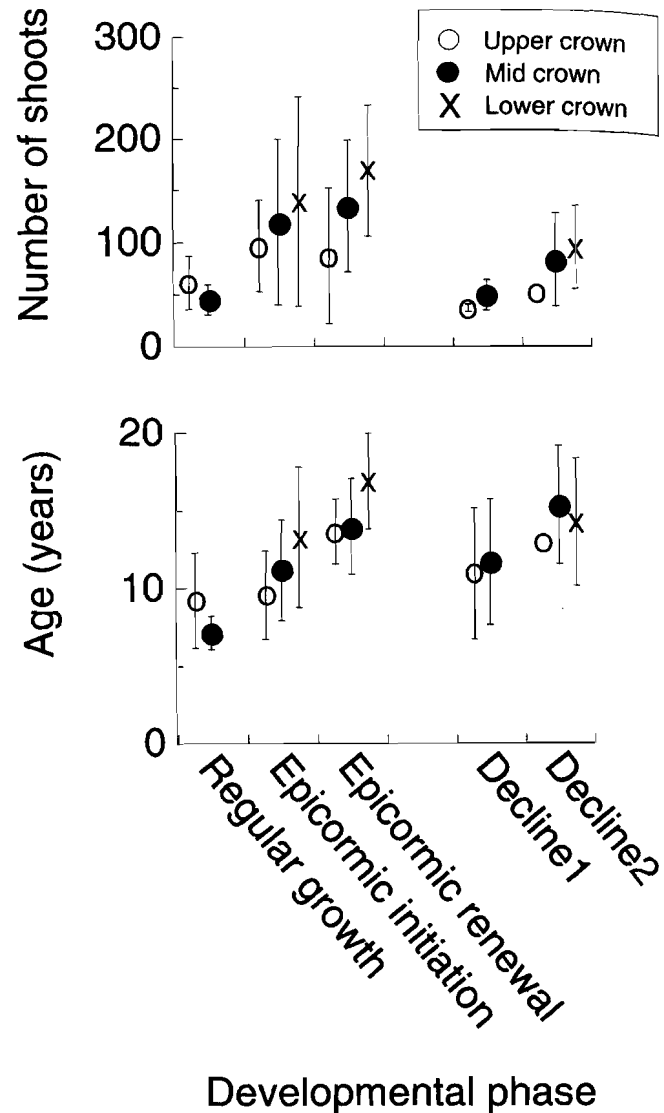 Upper crown
Mid crown
X Lower crown
Number of shoots
300
200
100
0
Age (years)
20
10
0
Regular growth
Epicormic initiation
Epicormic renewal
Decline1
Decline2
Developmental phase